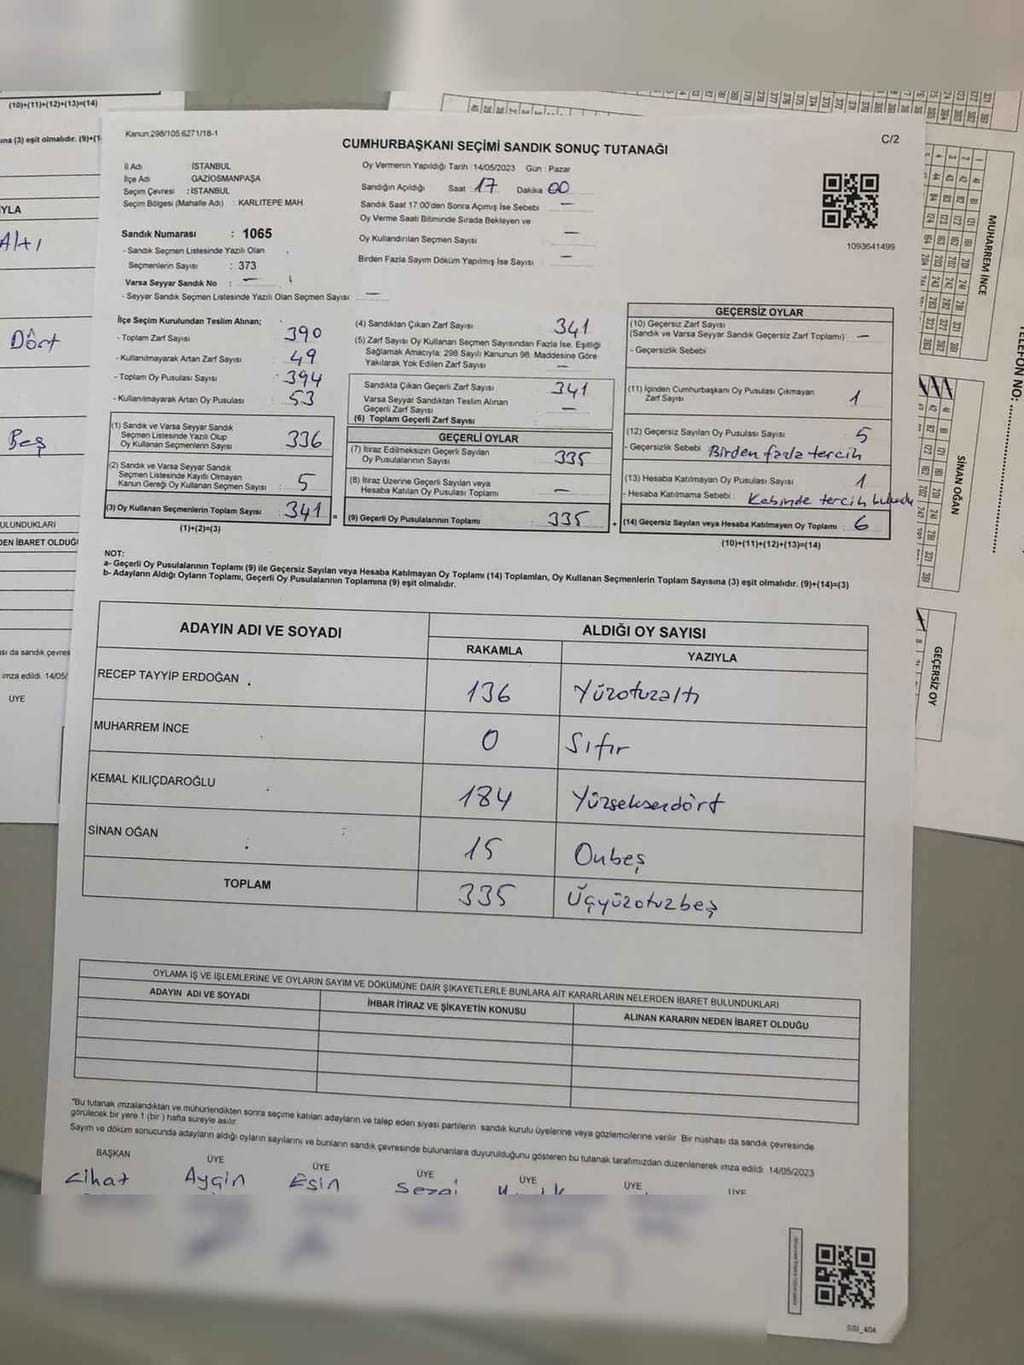 Kanun:298/105.6271/18-1
C/2
CUMHURBAŞKANI SEÇİMİ SANDIK SONUÇ TUTANAĞI
İl Adı : İSTANBUL
İlçe Adı : GAZİOSMANPAŞA
Seçim Çevresi : İSTANBUL
Seçim Bölgesi (Mahalle Adı) : KARLITEPE MAH
Sandık Numarası : 1065
- Sandık Seçmen Listesinde Yazılı Olan
Seçmenlerin Sayısı : 373
Varsa Seyyar Sandık No : —
- Seyyar Sandık Seçmen Listesinde Yazılı Olan Seçmen Sayısı : —
Oy Vermenin Yapıldığı Tarih : 14/05/2023 Gün : Pazar
Sandığın Açıldığı Saat 17 Dakika 00
Sandık Saat 17:00'den Sonra Açımış İse Sebebi —
Oy Verme Saati Bitiminde Sırada Bekleyen ve
Oy Kullandırılan Seçmen Sayısı —
Birden Fazla Sayım Döküm Yapılmış İse Sayısı —
1093641499
İlçe Seçim Kurulundan Teslim Alınan;
- Toplam Zarf Sayısı : 390
- Kullanılmayarak Artan Zarf Sayısı : 49
- Toplam Oy Pusulası Sayısı : 394
- Kullanılmayarak Artan Oy Pusulası : 53
(1) Sandık ve Varsa Seyyar Sandık
Seçmen Listesinde Yazılı Olup
Oy Kullanan Seçmenlerin Sayısı : 336
(2) Sandık ve Varsa Seyyar Sandık
Seçmen Listesinde Kayıtlı Olmayan
Kanun Gereği Oy Kullanan Seçmen Sayısı : 5
(3) Oy Kullanan Seçmenlerin Toplam Sayısı : 341
(1)+(2)=(3)
(4) Sandıktan Çıkan Zarf Sayısı 341
(5) Zarf Sayısı Oy Kullanan Seçmen Sayısından Fazla İse, Eşitliği
Sağlamak Amacıyla: 298 Sayılı Kanunun 98. Maddesine Göre
Yakılarak Yok Edilen Zarf Sayısı —
Sandıkta Çıkan Geçerli Zarf Sayısı 341
Varsa Seyyar Sandıktan Teslim Alınan
Geçerli Zarf Sayısı —
(6) Toplam Geçerli Zarf Sayısı
GEÇERLİ OYLAR
(7) İtiraz Edilmeksizin Geçerli Sayılan
Oy Pusulalarının Sayısı : 335
(8) İtiraz Üzerine Geçerli Sayılan veya
Hesaba Katılan Oy Pusulası Toplamı : —
= (9) Geçerli Oy Pusulalarının Toplamı : 335
GEÇERSİZ OYLAR
(10) Geçersiz Zarf Sayısı
(Sandık ve Varsa Seyyar Sandık Geçersiz Zarf Toplamı) —
- Geçersizlik Sebebi
(11) İçinden Cumhurbaşkanı Oy Pusulası Çıkmayan
Zarf Sayısı : 1
(12) Geçersiz Sayılan Oy Pusulası Sayısı : 5
- Geçersizlik Sebebi Birden fazla tercih
(13) Hesaba Katılmayan Oy Pusulası Sayısı : 1
- Hesaba Katılmama Sebebi :
+ (14) Geçersiz Sayılan veya Hesaba Katılmayan Oy Toplamı : 6
(10)+(11)+(12)+(13)=(14)
NOT:
a- Geçerli Oy Pusulalarının Toplamı (9) ile Geçersiz Sayılan veya Hesaba Katılmayan Oy Toplamı (14) Toplamları, Oy Kullanan Seçmenlerin Toplam Sayısına (3) eşit olmalıdır. (9)+(14)=(3)
b- Adayların Aldığı Oyların Toplamı, Geçerli Oy Pusulalarının Toplamına (9) eşit olmalıdır.
ADAYIN ADI VE SOYADI ALDIĞI OY SAYISI
RAKAMLA YAZIYLA
RECEP TAYYİP ERDOĞAN 136 Yüzotuzaltı
MUHARREM İNCE 0 Sıfır
KEMAL KILIÇDAROĞLU 184 Yüzseksendört
SİNAN OĞAN 15 Onbeş
TOPLAM 335 Üçyüzotuzbeş
OYLAMA İŞ VE İŞLEMLERİNE VE OYLARIN SAYIM VE DÖKÜMÜNE DAİR ŞİKAYETLERLE BUNLARA AİT KARARLARIN NELERDEN İBARET BULUNDUKLARI
ADAYIN ADI VE SOYADI İHBAR İTİRAZ VE ŞİKAYETİN KONUSU ALINAN KARARIN NEDEN İBARET OLDUĞU
"Bu tutanak imzalandıktan ve mühürlendikten sonra seçime katılan adayların ve talep eden siyasi partilerin sandık kurulu üyelerine veya gözlemcilerine verilir. Bir nüshası da sandık çevresinde
görülecek bir yere 1 (bir ) hafta süreyle asılır.
Sayım ve döküm sonucunda adayların aldığı oyların sayılarını ve bunların sandık çevresinde bulunanlara duyurulduğunu gösteren bu tutanak tarafımızdan düzenlenerek imza edildi. 14/05/2023
BAŞKAN ÜYE ÜYE ÜYE ÜYE ÜYE ÜYE
Cihat Aygin Esin Sezai
SSI_404
(10)+(11)+(12)+(13)=(14)
na (3) eşit olmalıdır. (9)+(1
YLA
Altı
Dört
Beş
ULUNDUKLARI
DEN İBARET OLDUĞ
sı da sandık çevres
imza edildi. 14/05/
ÜYE
MUHARREM İNCE
SİNAN OĞAN
GEÇERSİZ OY
TELEFON NO: